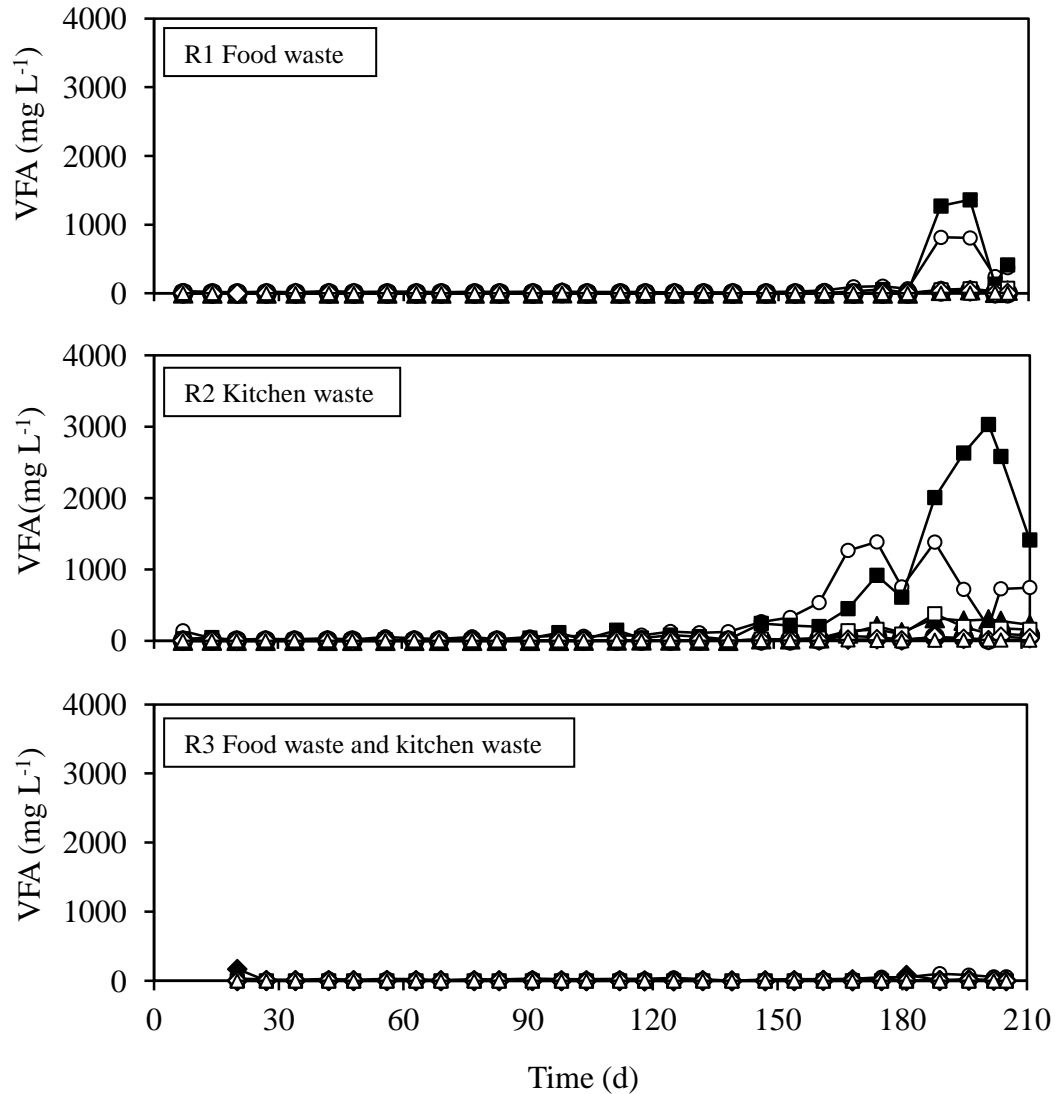 4000
3000
2000
1000
0
VFA (mg L-1)
R1 Food waste
4000
3000
2000
1000
0
VFA(mg L-1)
R2 Kitchen waste
4000
3000
2000
1000
0
VFA (mg L-1)
R3 Food waste and kitchen waste
0 30 60 90 120 150 180 210
Time (d)